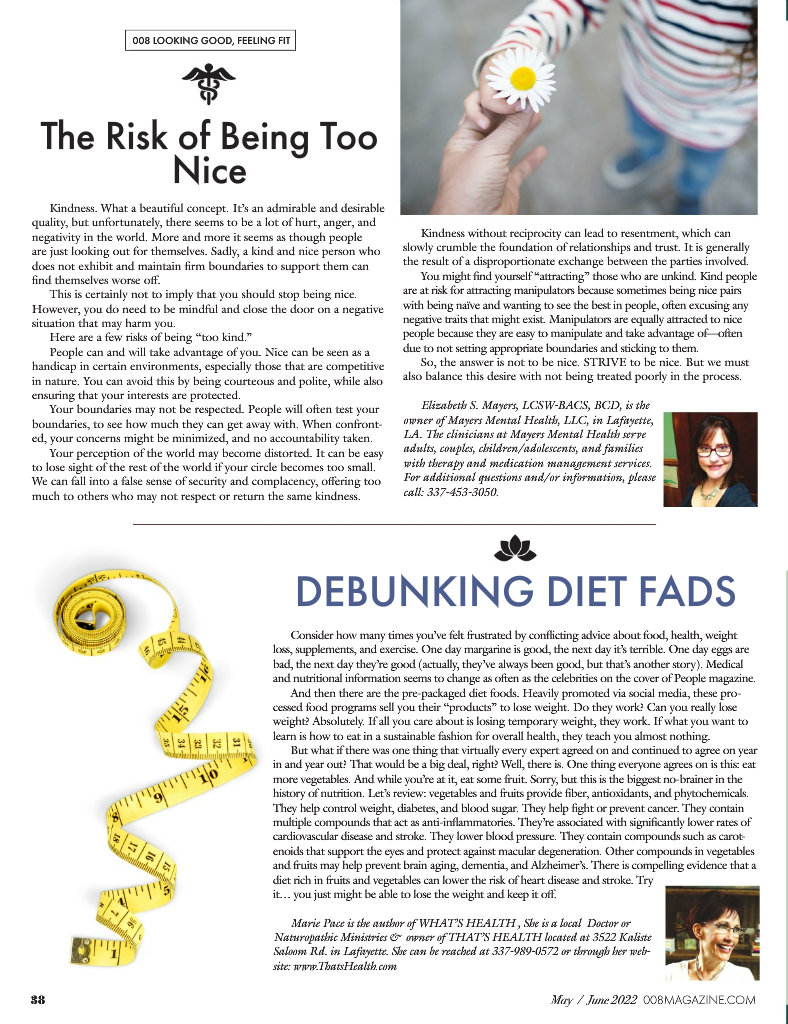 008 LOOKING GOOD, FEELING FIT
The Risk of Being Too
Nice
Kindness. What a beautiful concept. It's an admirable and desirable
quality, but unfortunately, there seems to be a lot of hurt, anger, and
negativity in the world. More and more it seems as though people
are just looking out for themselves. Sadly, a kind and nice person who
does not exhibit and maintain firm boundaries to support them can
find themselves worse off.
This is certainly not to imply that you should stop being nice.
However, you do need to be mindful and close the door on a negative
situation that may harm you.
Here are a few risks of being “too kind.”
People can and will take advantage of you. Nice can be seen as a
handicap in certain environments, especially those that are competitive
in nature. You can avoid this by being courteous and polite, while also
ensuring that your interests are protected.
Your boundaries may not be respected. People will often test your
boundaries, to see how much they can get away with. When confront-
ed, your concerns might be minimized, and no accountability taken.
Your perception of the world may become distorted. It can be easy
to lose sight of the rest of the world if your circle becomes too small.
We can fall into a false sense of security and complacency, offering too
much to others who may not respect or return the same kindness.
Kindness without reciprocity can lead to resentment, which can
slowly crumble the foundation of relationships and trust. It is generally
the result of a disproportionate exchange between the parties involved.
You might find yourself “attracting” those who are unkind. Kind people
are at risk for attracting manipulators because sometimes being nice pairs
with being naïve and wanting to see the best in people, often excusing any
negative traits that might exist. Manipulators are equally attracted to nice
people because they are easy to manipulate and take advantage of—often
due to not setting appropriate boundaries and sticking to them.
So, the answer is not to be nice. STRIVE to be nice. But we must
also balance this desire with not being treated poorly in the process.
Elizabeth S. Mayers, LCSW-BACS, BCD, is the
owner of Mayers Mental Health, LLC, in Lafayette,
LA. The clinicians at Mayers Mental Health serve
adults, couples, children/adolescents, and families
with therapy and medication management services.
For additional questions and/or information, please
call: 337-453-3050.
DEBUNKING DIET FADS
Consider how many times you've felt frustrated by conflicting advice about food, health, weight
loss, supplements, and exercise. One day margarine is good, the next day it's terrible. One day eggs are
bad, the next day they're good (actually, they've always been good, but that's another story). Medical
and nutritional information seems to change as often as the celebrities on the cover of People magazine.
And then there are the pre-packaged diet foods. Heavily promoted via social media, these pro-
cessed food programs sell you their “products” to lose weight. Do they work? Can you really lose
weight? Absolutely. If all you care about is losing temporary weight, they work. If what you want to
learn is how to eat in a sustainable fashion for overall health, they teach you almost nothing.
But what if there was one thing that virtually every expert agreed on and continued to agree on year
in and year out? That would be a big deal, right? Well, there is. One thing everyone agrees on is this: eat
more vegetables. And while you're at it, eat some fruit. Sorry, but this is the biggest no-brainer in the
history of nutrition. Let's review: vegetables and fruits provide fiber, antioxidants, and phytochemicals.
They help control weight, diabetes, and blood sugar. They help fight or prevent cancer. They contain
multiple compounds that act as anti-inflammatories. They're associated with significantly lower rates of
cardiovascular disease and stroke. They lower blood pressure. They contain compounds such as carot-
enoids that support the eyes and protect against macular degeneration. Other compounds in vegetables
and fruits may help prevent brain aging, dementia, and Alzheimer's. There is compelling evidence that a
diet rich in fruits and vegetables can lower the risk of heart disease and stroke. Try
it… you just might be able to lose the weight and keep it off.
Marie Pace is the author of WHAT'S HEALTH , She is a local Doctor or
Naturopathic Ministries & owner of THAT'S HEALTH located at 3522 Kaliste
Saloom Rd. in Lafayette. She can be reached at 337-989-0572 or through her web-
site: www.ThatsHealth.com
38
May / June 2022 008MAGAZINE.COM